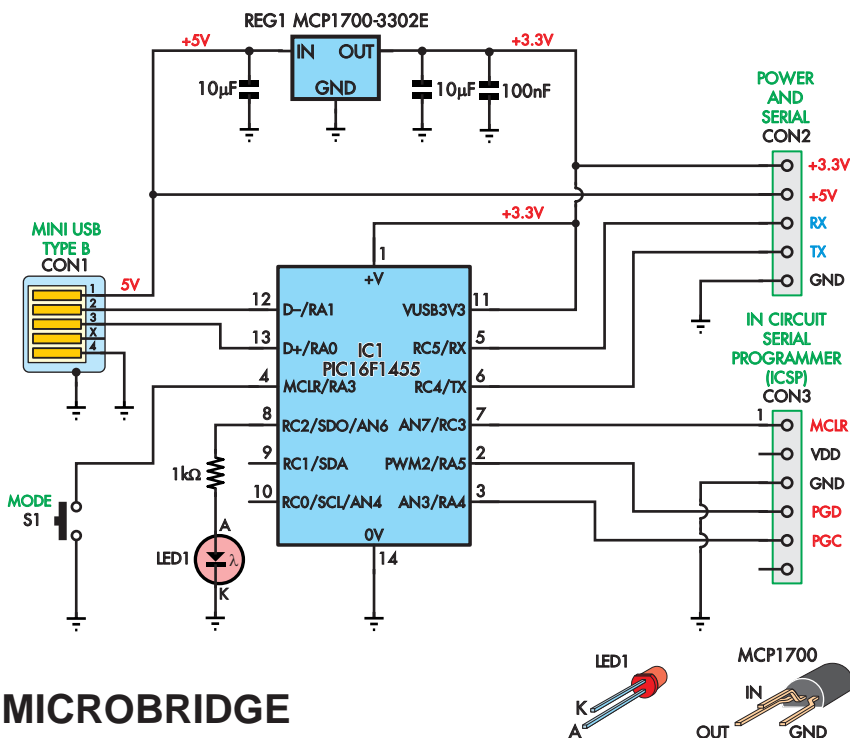 REG1 MCP1700-3302E
+5V
+3.3V
IN OUT
GND
10µF
10µF
100nF
POWER
AND
SERIAL
CON2
+3.3V
+5V
RX
TX
GND
+3.3V
MINI USB
TYPE B
CON1
1
2
3
X
4
5V
1
+V
12
D–/RA1
VUSB3V3
11
13
D+/RA0
RC5/RX
5
IC1
PIC16F1455
4
MCLR/RA3
RC4/TX
6
8
RC2/SDO/AN6
AN7/RC3
7
9
RC1/SDA
PWM2/RA5
2
10
RC0/SCL/AN4
AN3/RA4
3
0V
14
IN CIRCUIT
SERIAL
PROGRAMMER
(ICSP)
CON3
1
MCLR
VDD
GND
PGD
PGC
1kΩ
MODE
S1
A
LED1
λ
K
MICROBRIDGE
LED1
K
A
MCP1700
IN
OUT
GND